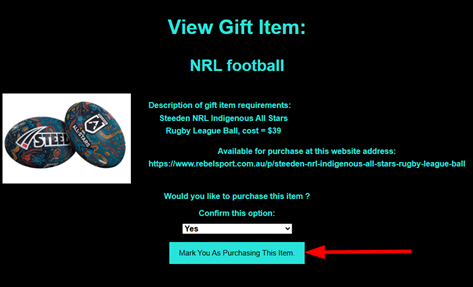 View Gift Item:
NRL football
STEEDEN
ALL STARS
Description of gift item requirements:
Steeden NRL Indigenous All Stars
Rugby League Ball, cost = $39
Available for purchase at this website address:
https://www.rebelsport.com.au/p/steeden-nrl-indigenous-all-stars-rugby-league-ball
Would you like to purchase this item ?
Confirm this option:
Yes
Mark You As Purchasing This Item.